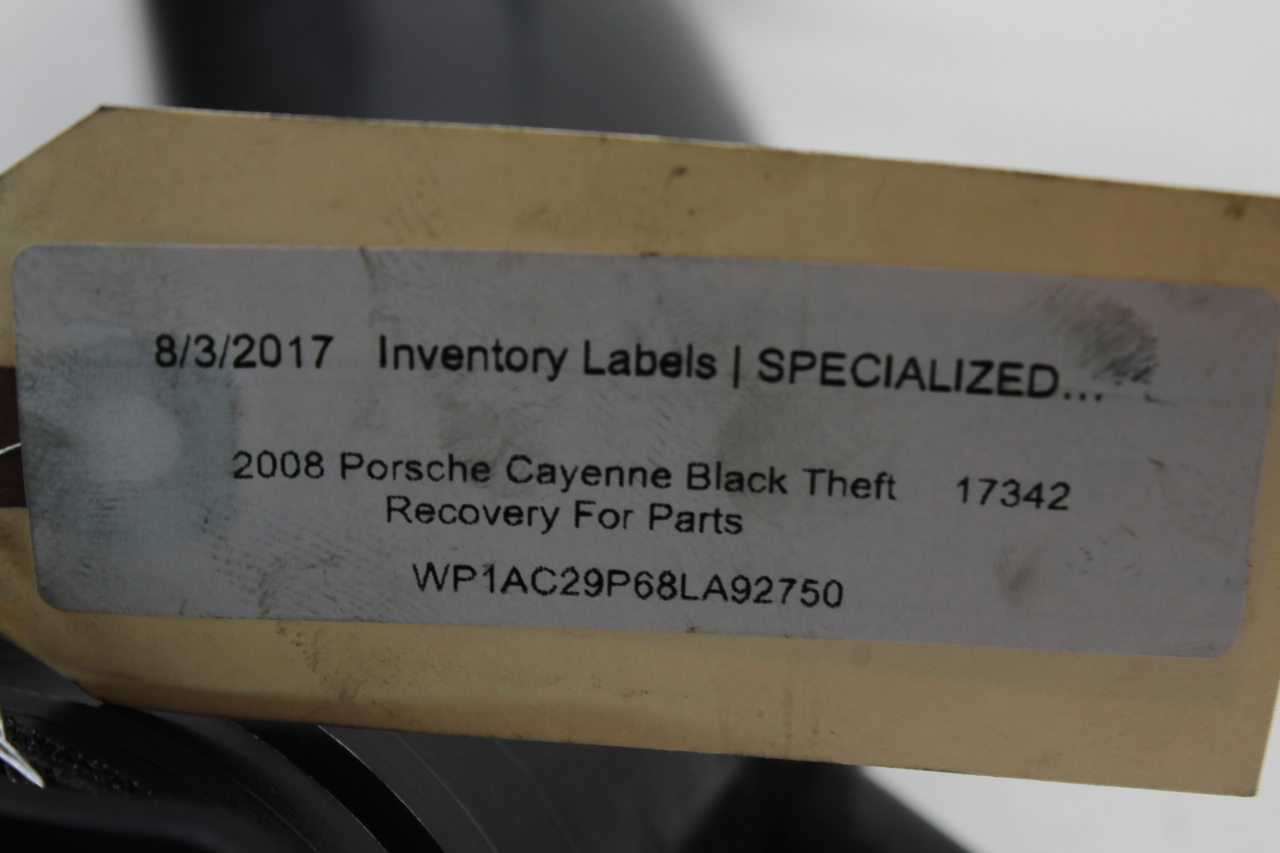 8/3/2017 Inventory Labels | SPECIALIZED...
2008 Porsche Cayenne Black Theft 17342
Recovery For Parts
WP1AC29P68LA92750